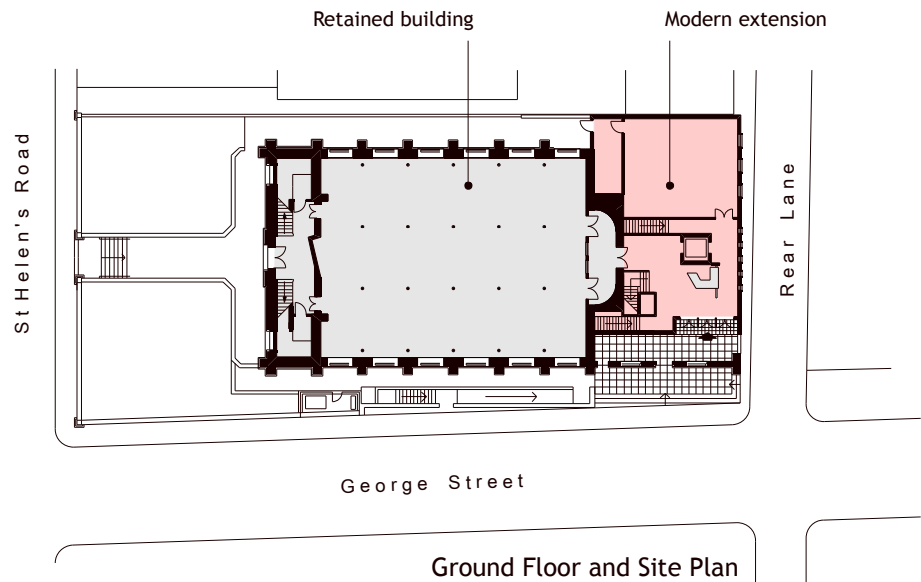 Retained building
Modern extension
St Helen's Road
Rear Lane
George Street
Ground Floor and Site Plan